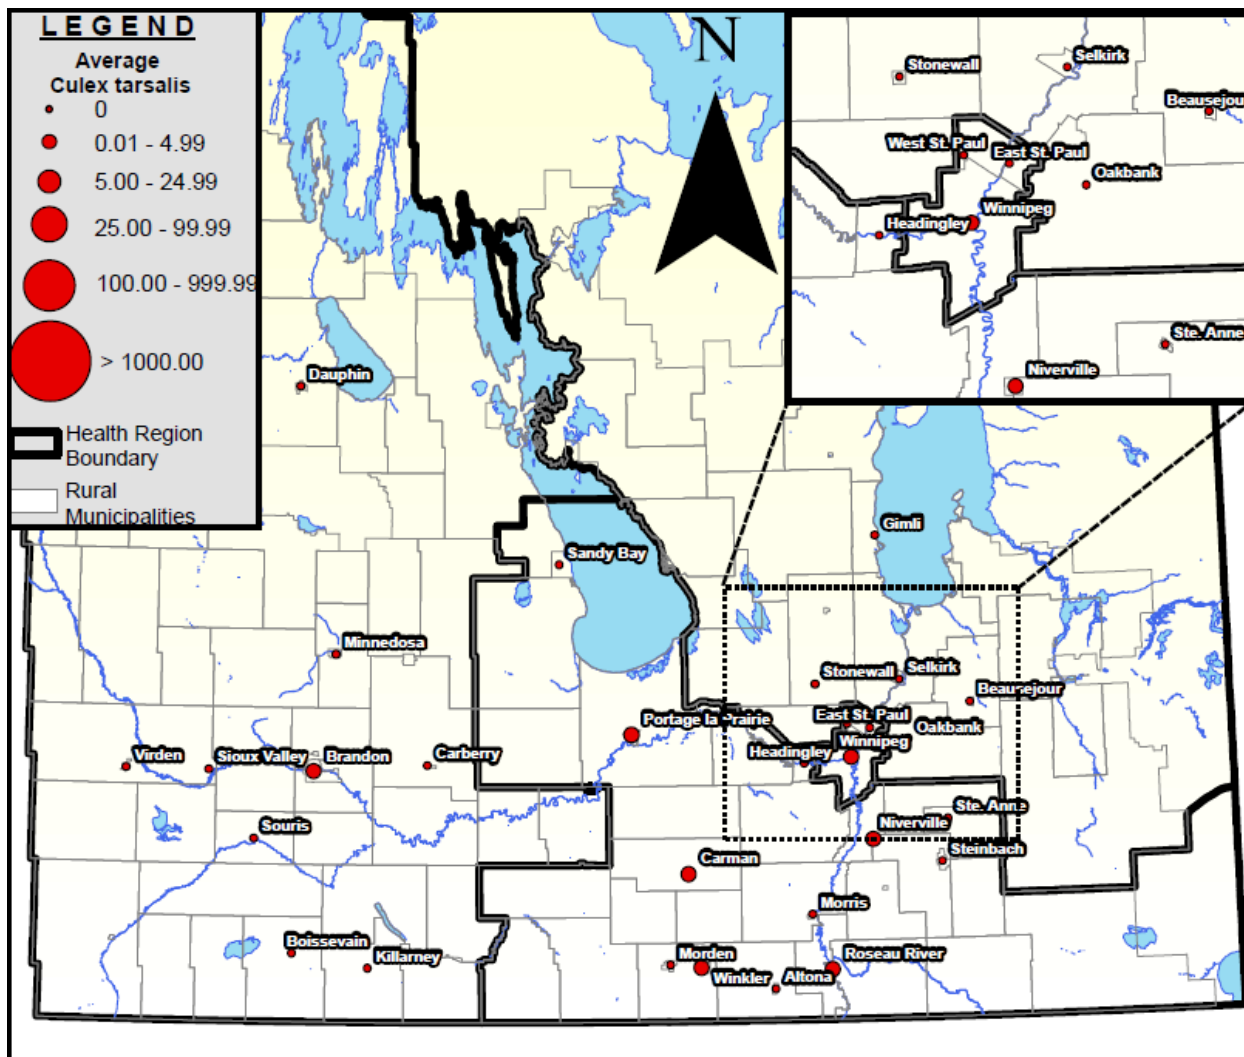 LEGEND
Average
Culex tarsalis
0
0.01 - 4.99
5.00 - 24.99
25.00 - 99.99
100.00 - 999.99
> 1000.00
Health Region
Boundary
Rural
Municipalities
N
Stonewall
Selkirk
Beausejour
West St. Paul
East St. Paul
Oakbank
Headingley
Winnipeg
Ste. Anne
Niverville
Dauphin
Gimli
Sandy Bay
Minnedosa
Stonewall
Selkirk
Beausejour
Portage la Prairie
East St. Paul
Oakbank
Headingley
Winnipeg
Virden
Sioux Valley
Brandon
Carberry
Ste. Anne
Niverville
Souris
Steinbach
Carman
Morris
Boissevain
Killarney
Morden
Winkler
Altona
Roseau River